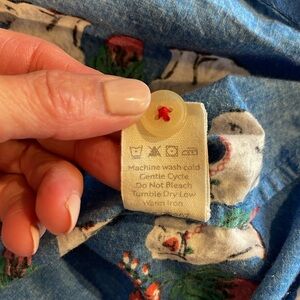 Machine wash cold
Gentle Cycle
Do Not Bleach
Tumble Dry Low
Warm Iron